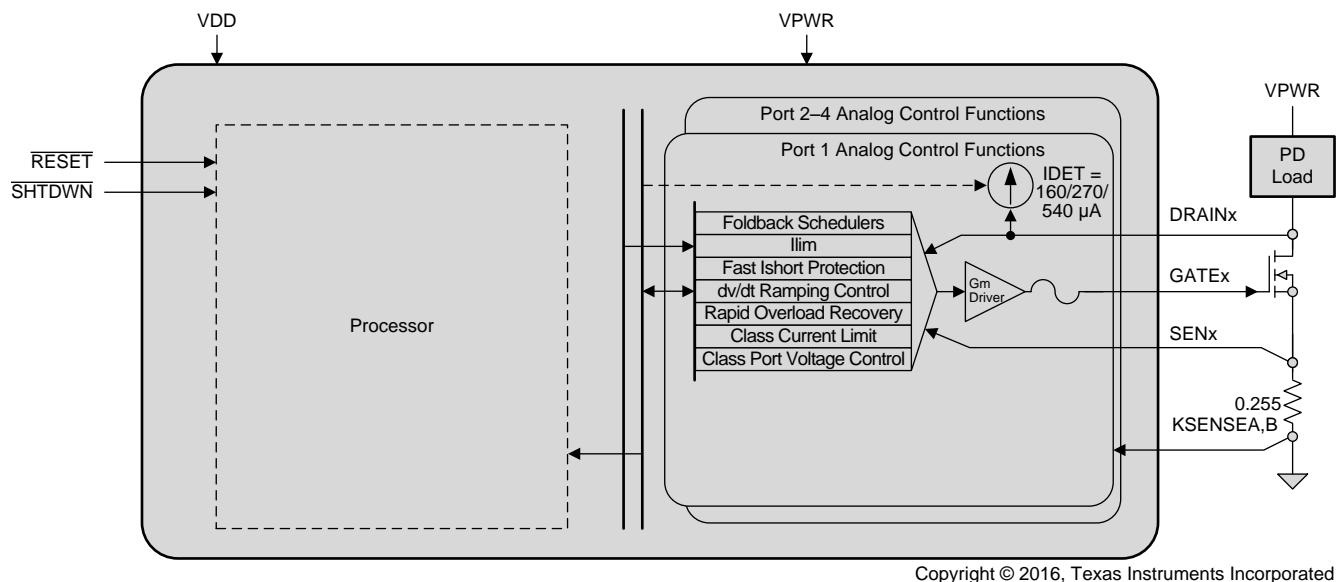 VDD
VPWR
RESET
SHTDWN
Processor
Port 2–4 Analog Control Functions
Port 1 Analog Control Functions
IDET =
160/270/
540 µA
Foldback Schedulers
Ilim
Fast Ishort Protection
dv/dt Ramping Control
Rapid Overload Recovery
Class Current Limit
Class Port Voltage Control
Gm
Driver
VPWR
PD
Load
DRAINx
GATEx
SENx
0.255
KSENSEA,B
Copyright © 2016, Texas Instruments Incorporated